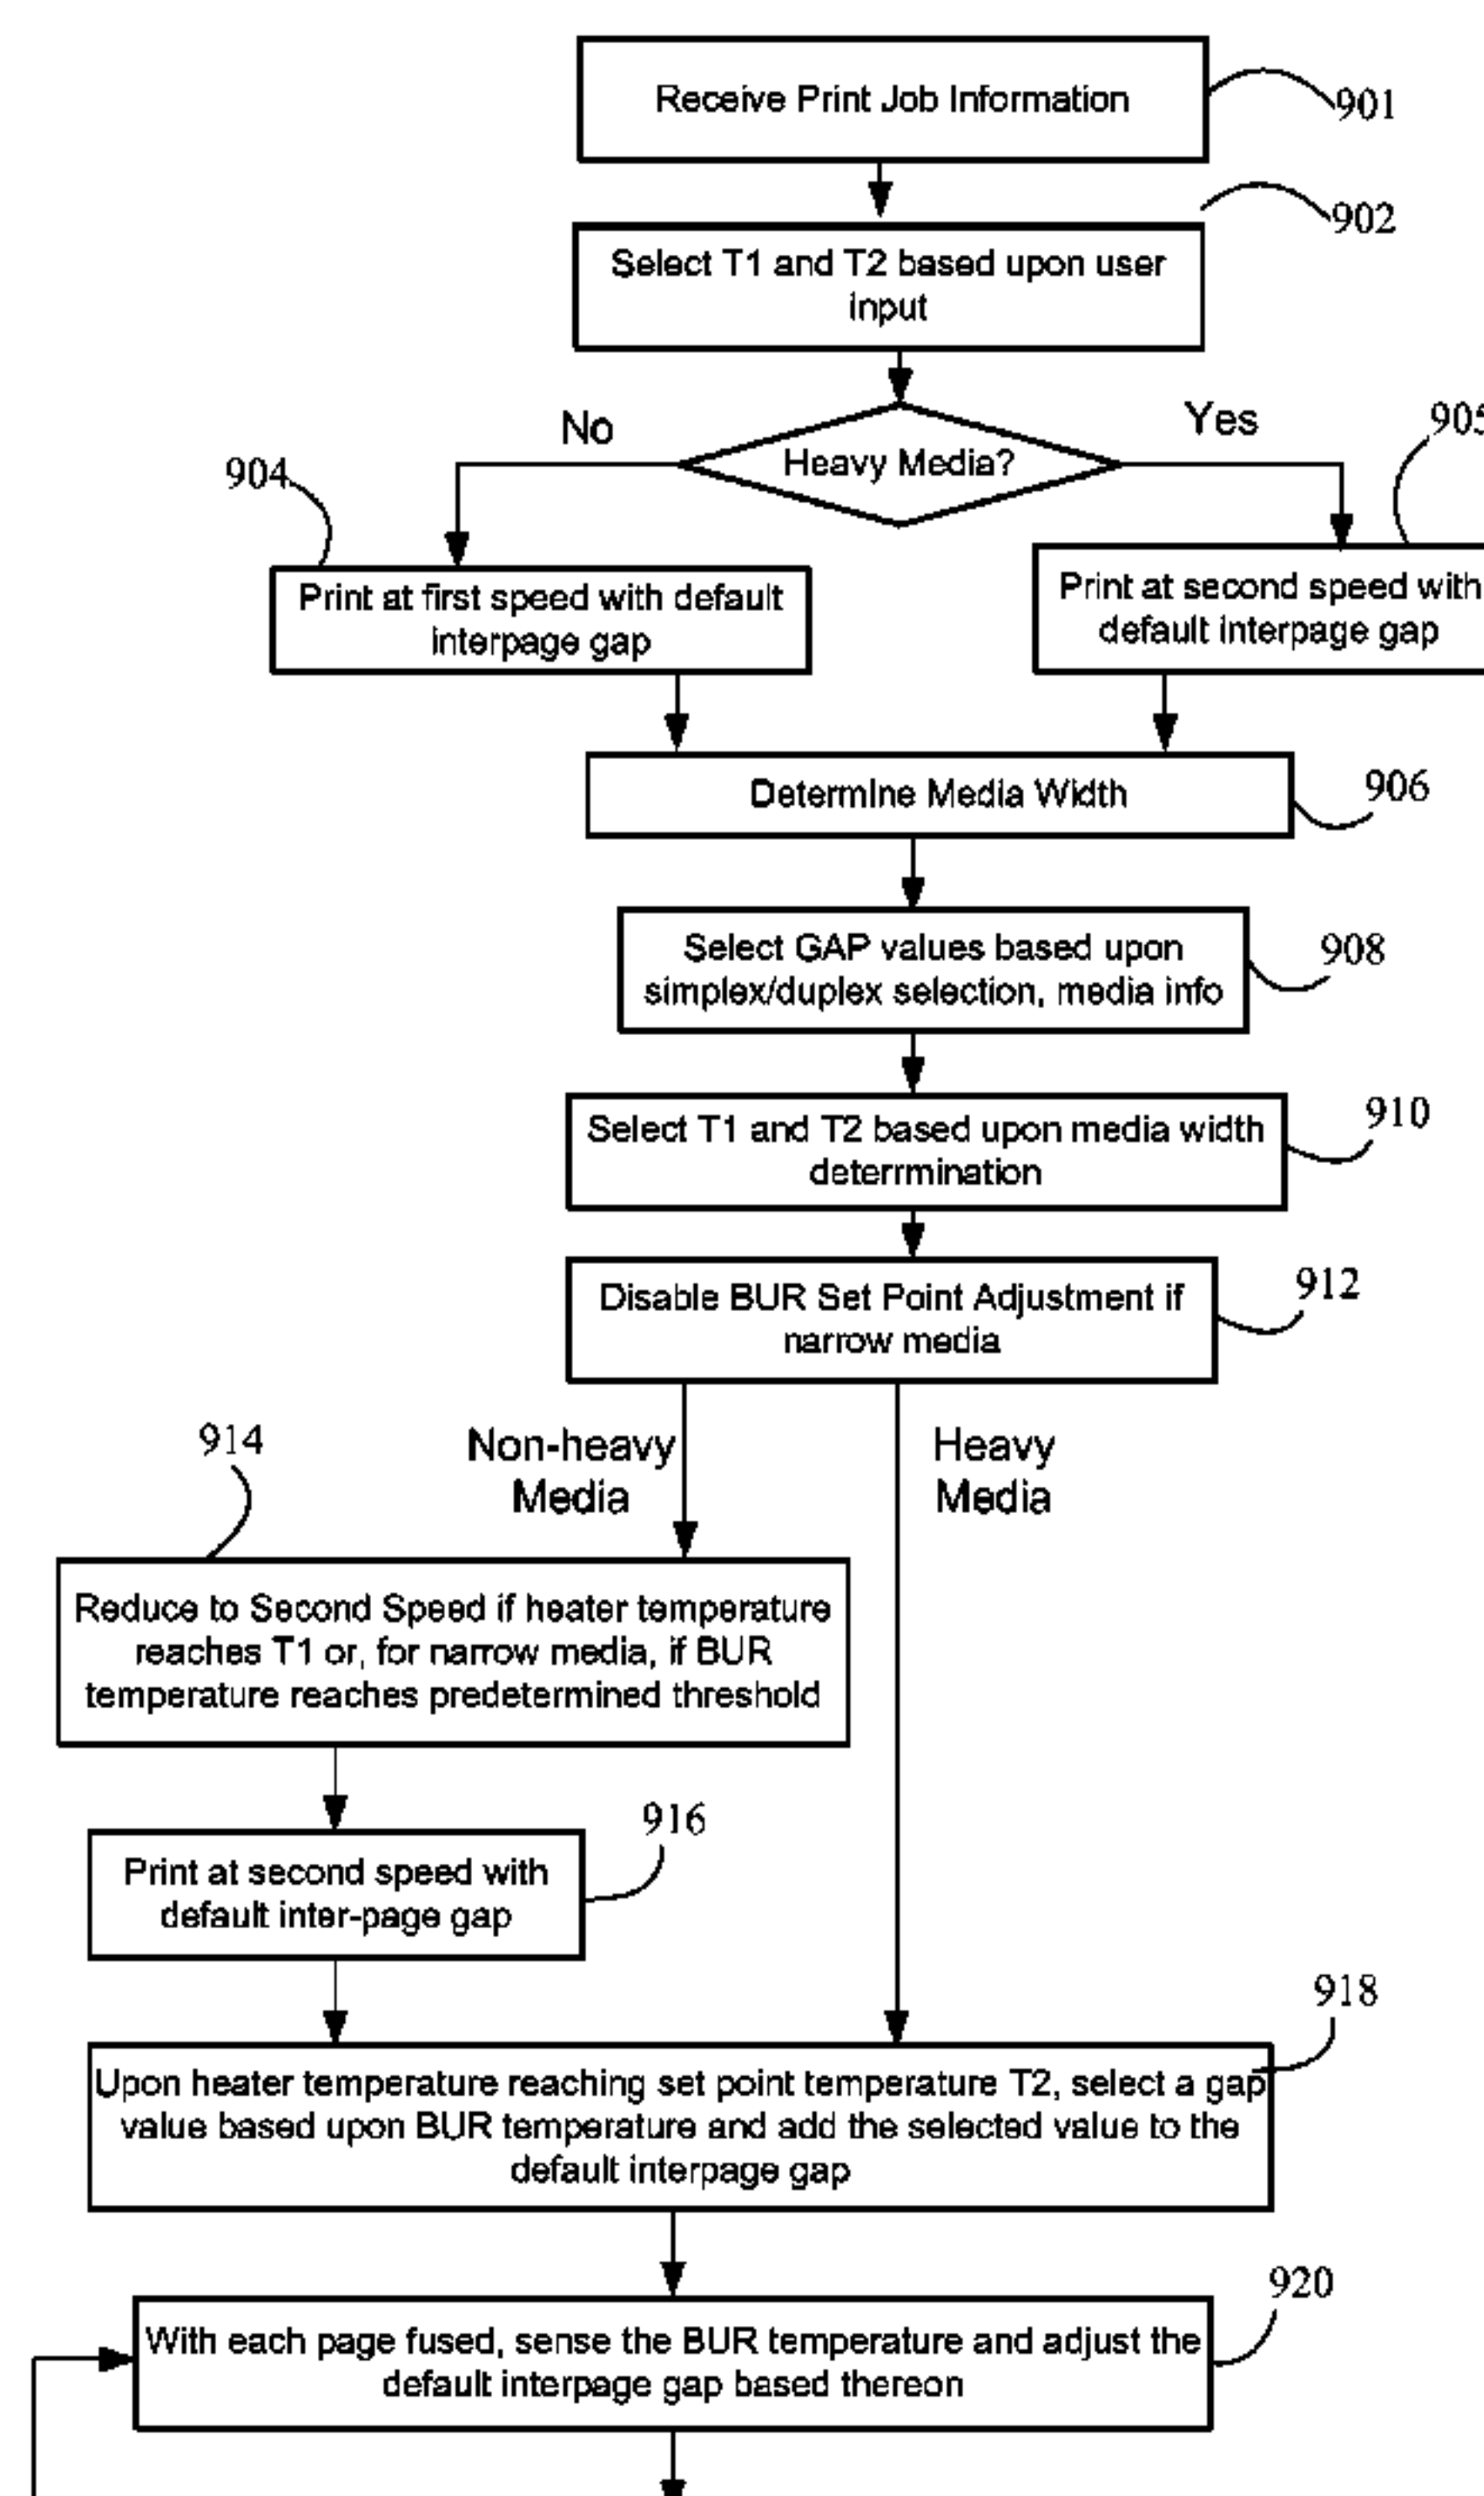 Receive Print Job Information
901
902
Select T1 and T2 based upon user
input
No
Yes
905
Heavy Media?
904
Print at first speed with default
interpage gap
Print at second speed with
default interpage gap
Determine Media Width
906
Select GAP values based upon
simplex/duplex selection, media info
908
Select T1 and T2 based upon media width
deterrmination
910
Disable BUR Set Point Adjustment if
narrow media
912
914
Non-heavy
Media
Heavy
Media
Reduce to Second Speed if heater temperature
reaches T1 or, for narrow media, if BUR
temperature reaches predetermined threshold
916
Print at second speed with
default inter-page gap
918
Upon heater temperature reaching set point temperature T2, select a gap
value based upon BUR temperature and add the selected value to the
default interpage gap
920
With each page fused, sense the BUR temperature and adjust the
default interpage gap based thereon